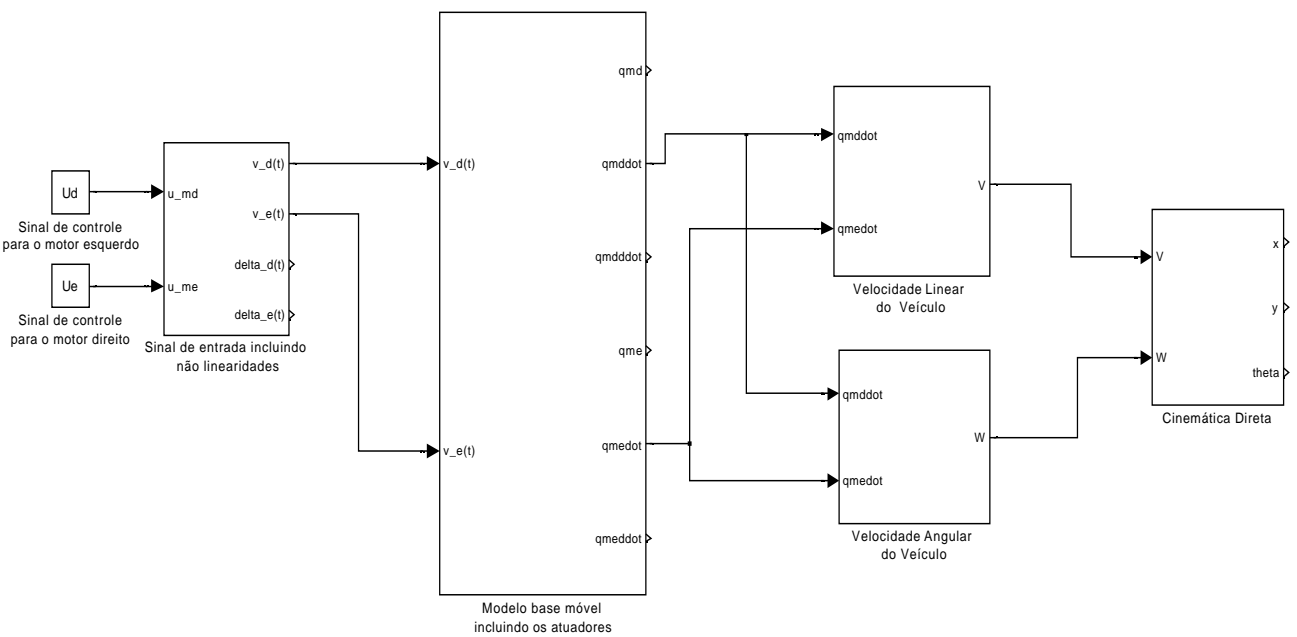 Ud
Sinal de controle
para o motor esquerdo
Ue
Sinal de controle
para o motor direito
u_md
u_me
v_d(t)
v_e(t)
delta_d(t)
delta_e(t)
Sinal de entrada incluindo
não linearidades
v_d(t)
v_e(t)
qmd
qmddot
qmdddot
qme
qmedot
qmeddot
Modelo base móvel
incluindo os atuadores
qmddot
qmedot
V
Velocidade Linear
do Veículo
qmddot
qmedot
W
Velocidade Angular
do Veículo
V
W
x
y
theta
Cinemática Direta